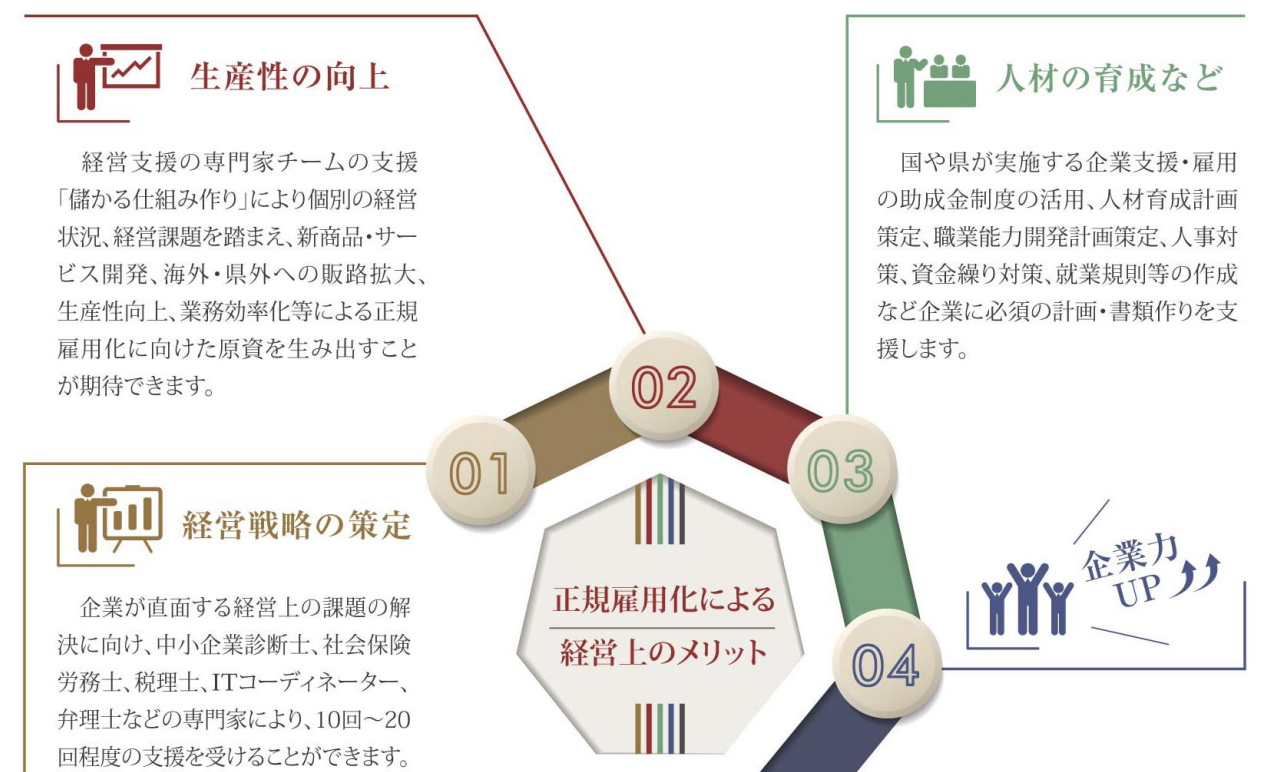 生産性の向上
　経営支援の専門家チームの支援
「儲かる仕組み作り」により個別の経営
状況、経営課題を踏まえ、新商品・サー
ビス開発、海外・県外への販路拡大、
生産性向上、業務効率化等による正規
雇用化に向けた原資を生み出すこと
が期待できます。
人材の育成など
　国や県が実施する企業支援・雇用
の助成金制度の活用、人材育成計画
策定、職業能力開発計画策定、人事対
策、資金繰り対策、就業規則等の作成
など企業に必須の計画・書類作りを支
援します。
02
01
03
経営戦略の策定
　企業が直面する経営上の課題の解
決に向け、中小企業診断士、社会保険
労務士、税理士、ITコーディネーター、
弁理士などの専門家により、10回～20
回程度の支援を受けることができます。
正規雇用化による
経営上のメリット
04
企業力
UP